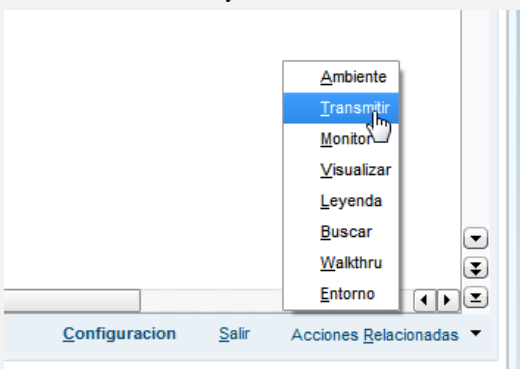 Ambiente
Transmitir
Monitor
Visualizar
Leyenda
Buscar
Walkthru
Entorno
Configuracion Salir Acciones Relacionadas